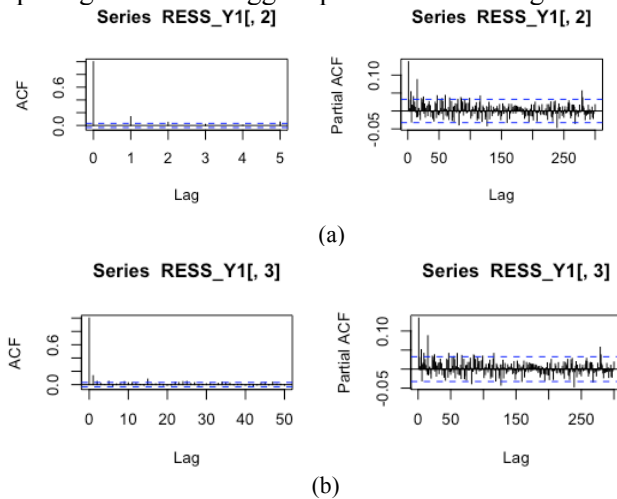 Series RESS_Y1[, 2]
Series RESS_Y1[, 2]
ACF
0.0 0.6
0 1 2 3 4 5
Lag
Partial ACF
-0.05 0.10
0 50 150 250
Lag
(a)
Series RESS_Y1[, 3]
Series RESS_Y1[, 3]
ACF
0.0 0.6
0 10 20 30 40 50
Lag
Partial ACF
-0.05 0.10
0 50 150 250
Lag
(b)